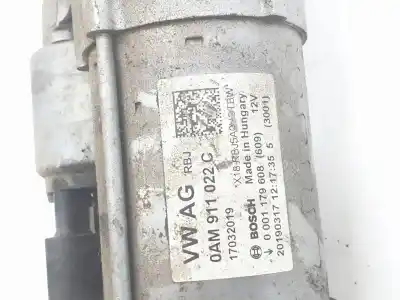 VW AG RBJ
0AM 911 022 C
17032019
12V
Made in Hungary
BOSCH
0 001 179 608 (609) (3001)
20190317 12:17:35 5